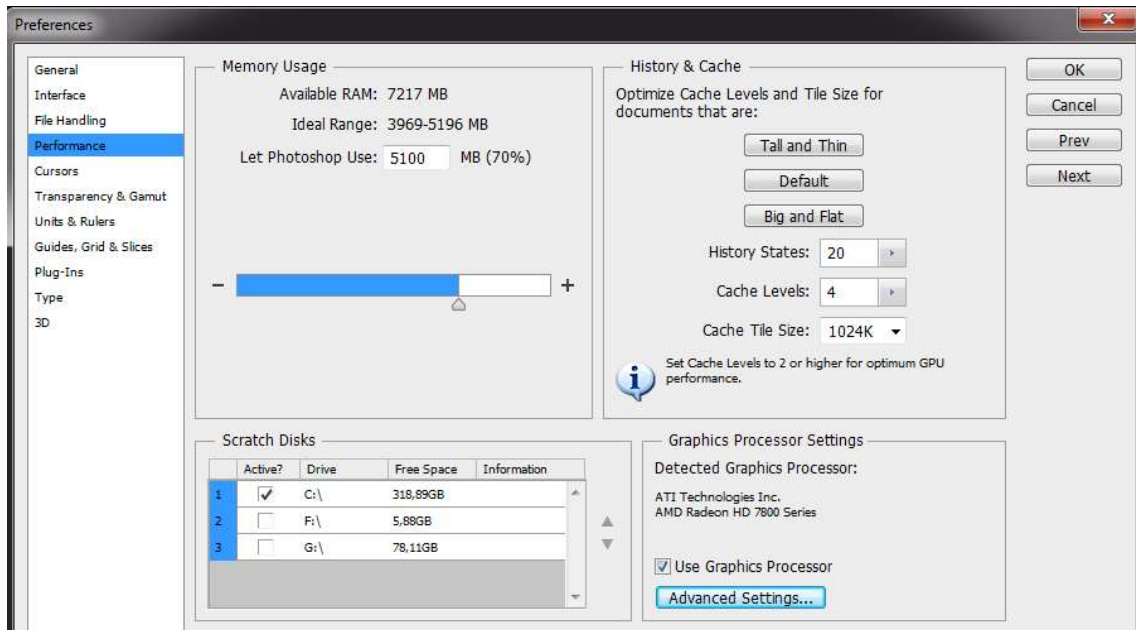 Preferences
General
Interface
File Handling
Performance
Cursors
Transparency & Gamut
Units & Rulers
Guides, Grid & Slices
Plug-Ins
Type
3D
Memory Usage
Available RAM: 7217 MB
Ideal Range: 3969-5196 MB
Let Photoshop Use: 5100 MB (70%)
History & Cache
Optimize Cache Levels and Tile Size for
documents that are:
Tall and Thin
Default
Big and Flat
History States: 20
Cache Levels: 4
Cache Tile Size: 1024K
Set Cache Levels to 2 or higher for optimum GPU
performance.
OK
Cancel
Prev
Next
Scratch Disks
Active? Drive Free Space Information
1 C:\ 318,89GB
2 F:\ 5,88GB
3 G:\ 78,11GB
Graphics Processor Settings
Detected Graphics Processor:
ATI Technologies Inc.
AMD Radeon HD 7800 Series
Use Graphics Processor
Advanced Settings...